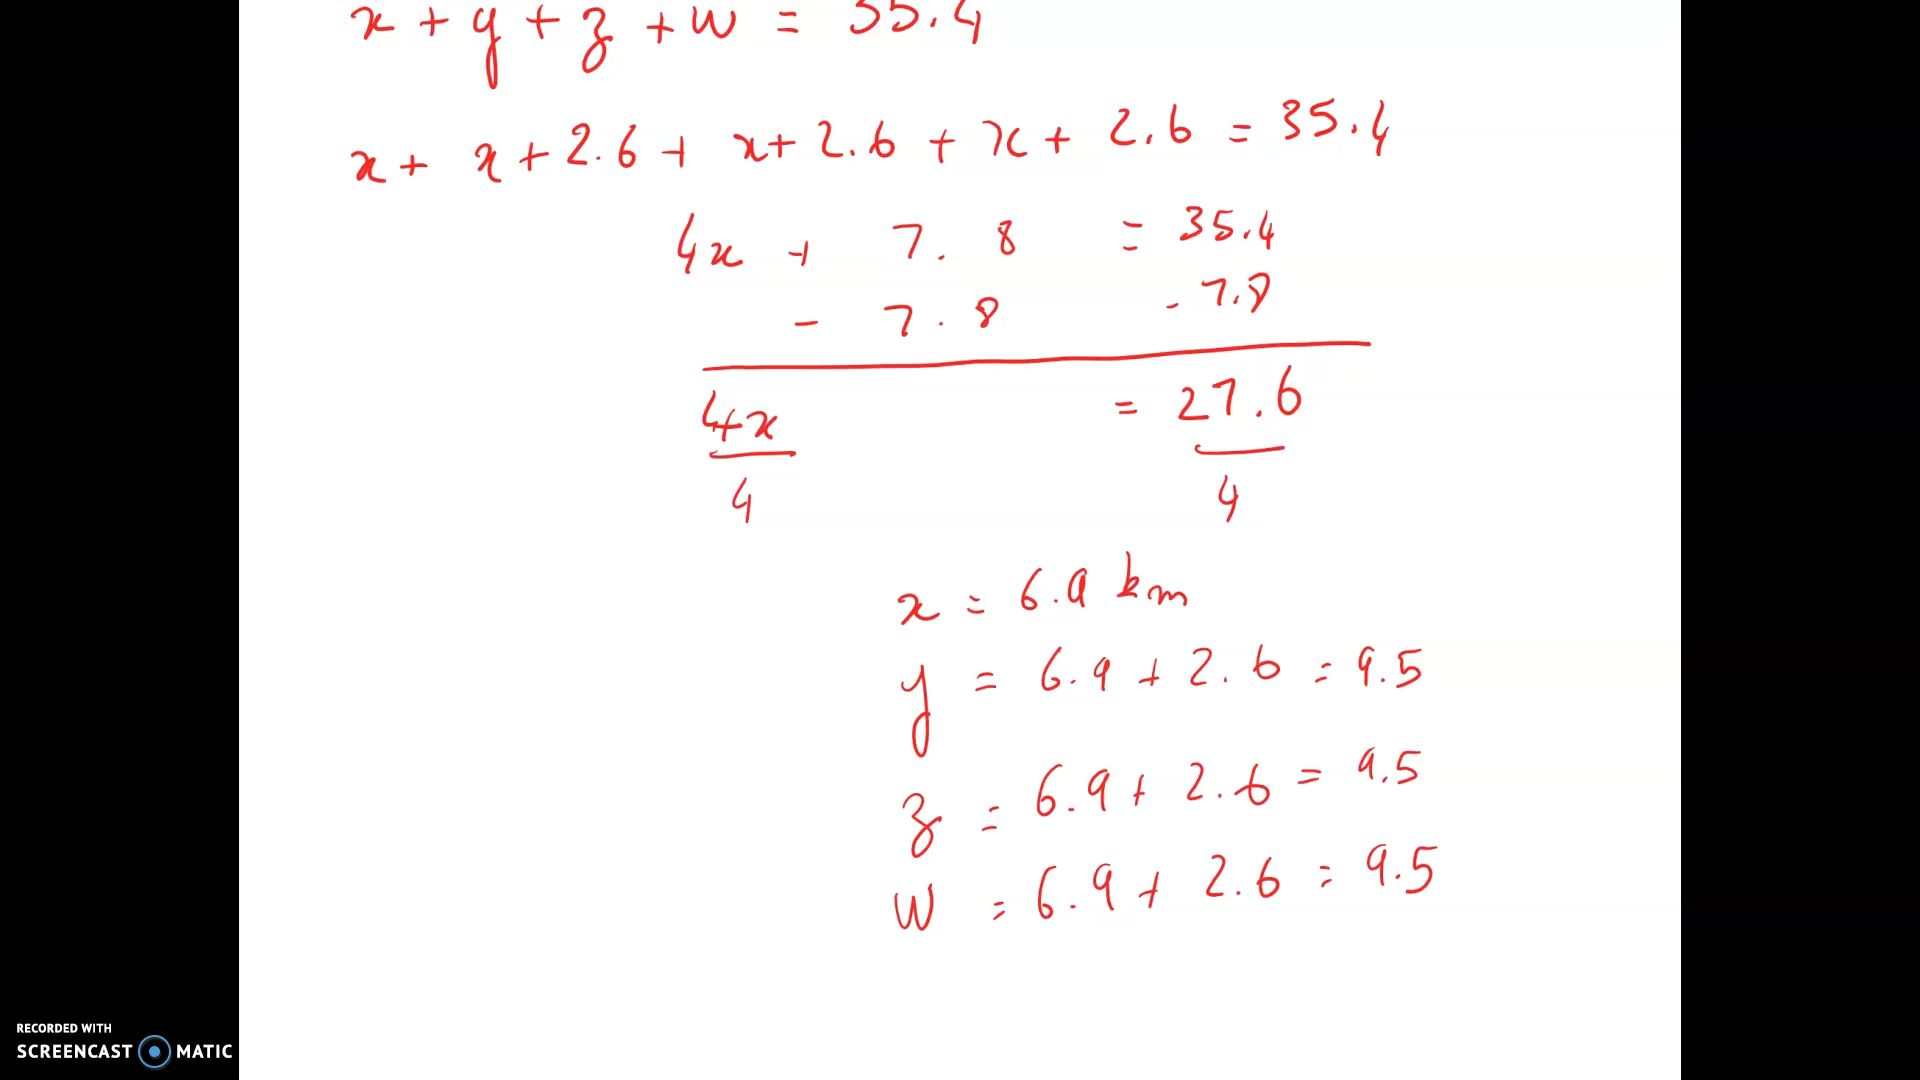 x + y + z + w = 35.4
x + x + 2.6 + x + 2.6 + x + 2.6 = 35.4
4x + 7.8 = 35.4
- 7.8 - 7.8
4x = 27.6
4 4
x = 6.9 km
y = 6.9 + 2.6 = 9.5
z = 6.9 + 2.6 = 9.5
w = 6.9 + 2.6 = 9.5
RECORDED WITH
SCREENCAST MATIC